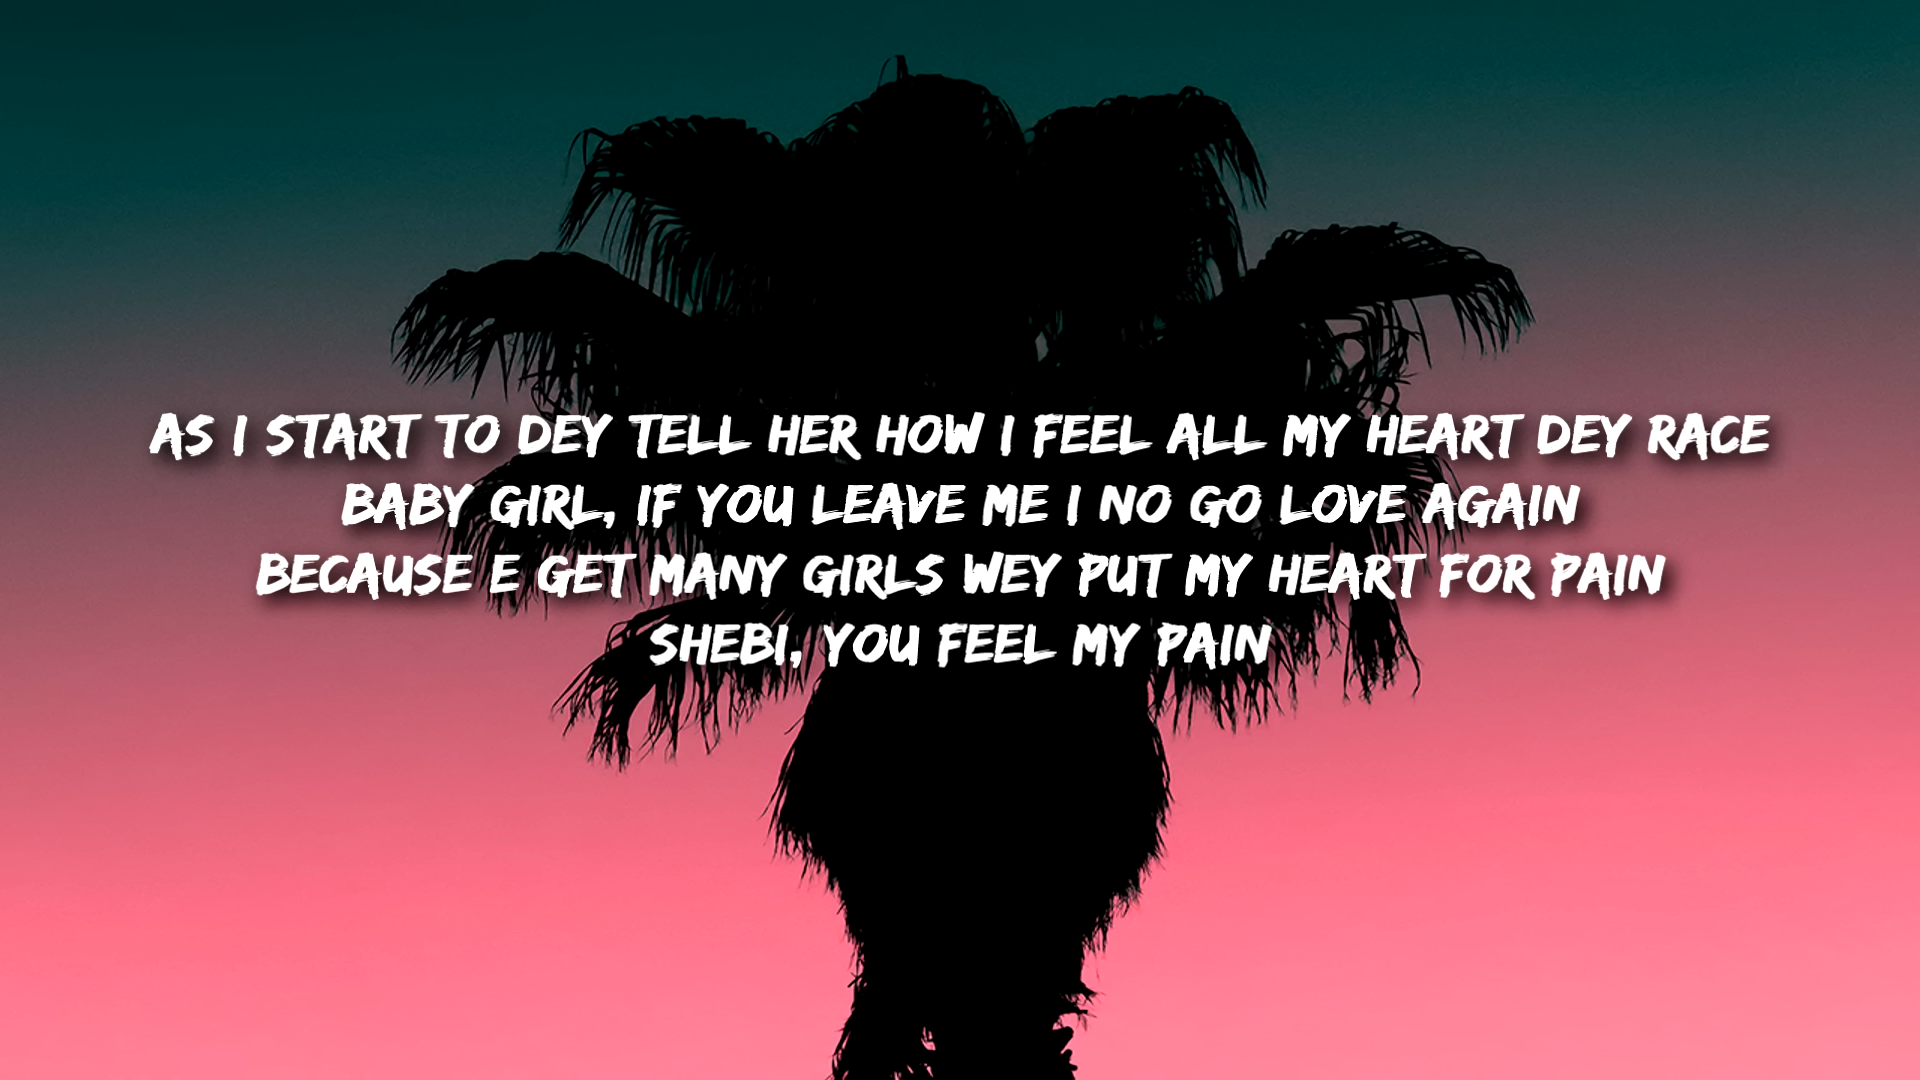 AS I START TO DEY TELL HER HOW I FEEL ALL MY HEART DEY RACE
BABY GIRL, IF YOU LEAVE ME I NO GO LOVE AGAIN
BECAUSE E GET MANY GIRLS WEY PUT MY HEART FOR PAIN
SHEBI, YOU FEEL MY PAIN